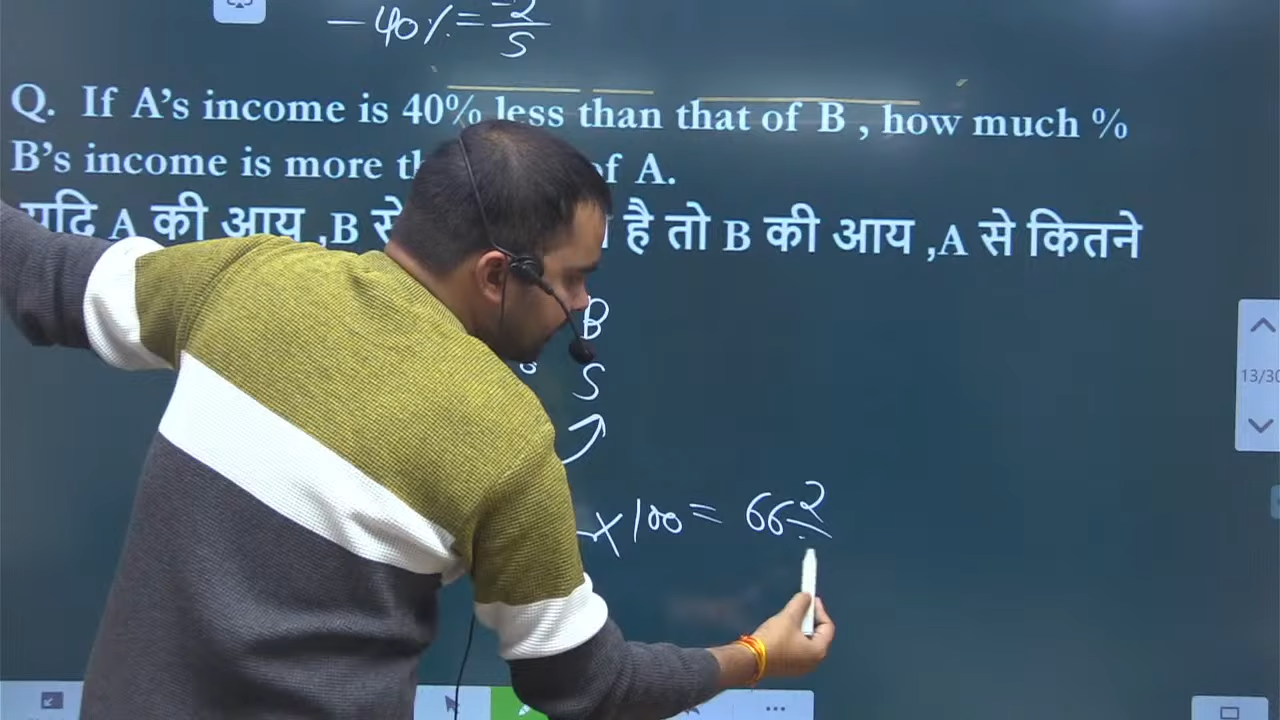 -40%=-2/5
Q. If A's income is 40% less than that of B , how much %
B's income is more of A.
यदि A की आय ,B है तो B की आय ,A से कितने
B
5
×100= 66 2
13/30